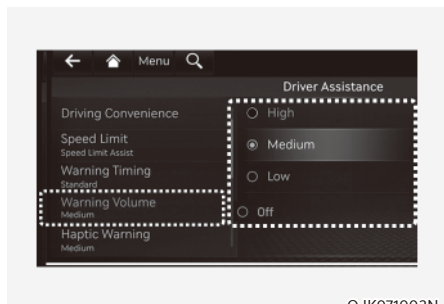 Menu
Driver Assistance
Driving Convenience
High
Speed Limit
Speed Limit Assist
Medium
Warning Timing
Standard
Low
Warning Volume
Medium
Off
Haptic Warning
Medium